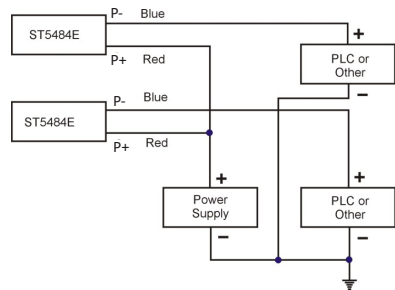 P- Blue
ST5484E
P+ Red
+
PLC or
Other
−
P- Blue
ST5484E
P+ Red
+
Power
Supply
−
+
PLC or
Other
−